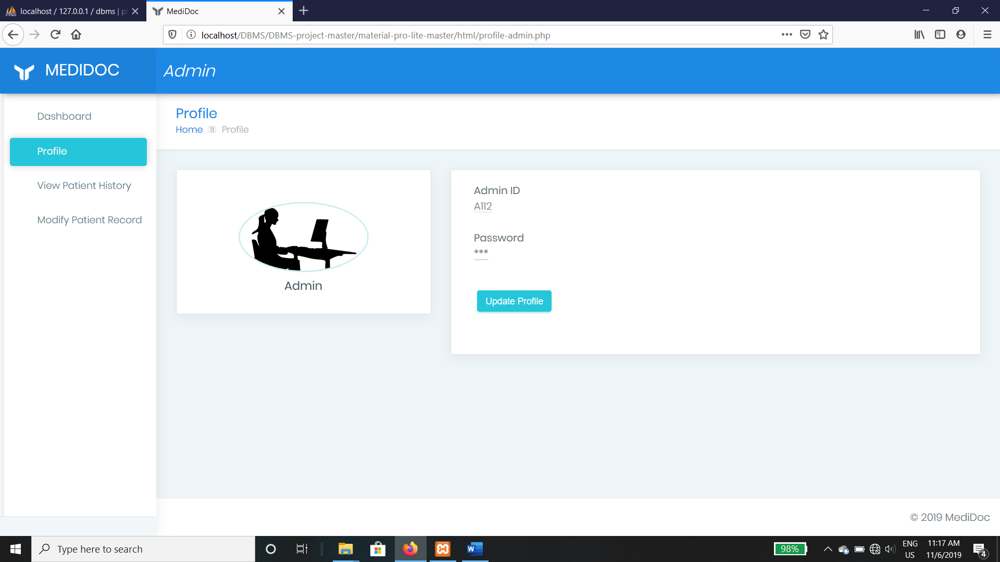 localhost / 127.0.0.1 / dbms |
MediDoc
localhost/DBMS/DBMS-project-master/material-pro-lite-master/html/profile-admin.php
MEDIDOC
Admin
Dashboard
Profile
View Patient History
Modify Patient Record
Profile
Home
Profile
Admin
Admin ID
A112
Password
***
Update Profile
© 2019 MediDoc
Type here to search
98%
ENG
US
11:17 AM
11/6/2019
4